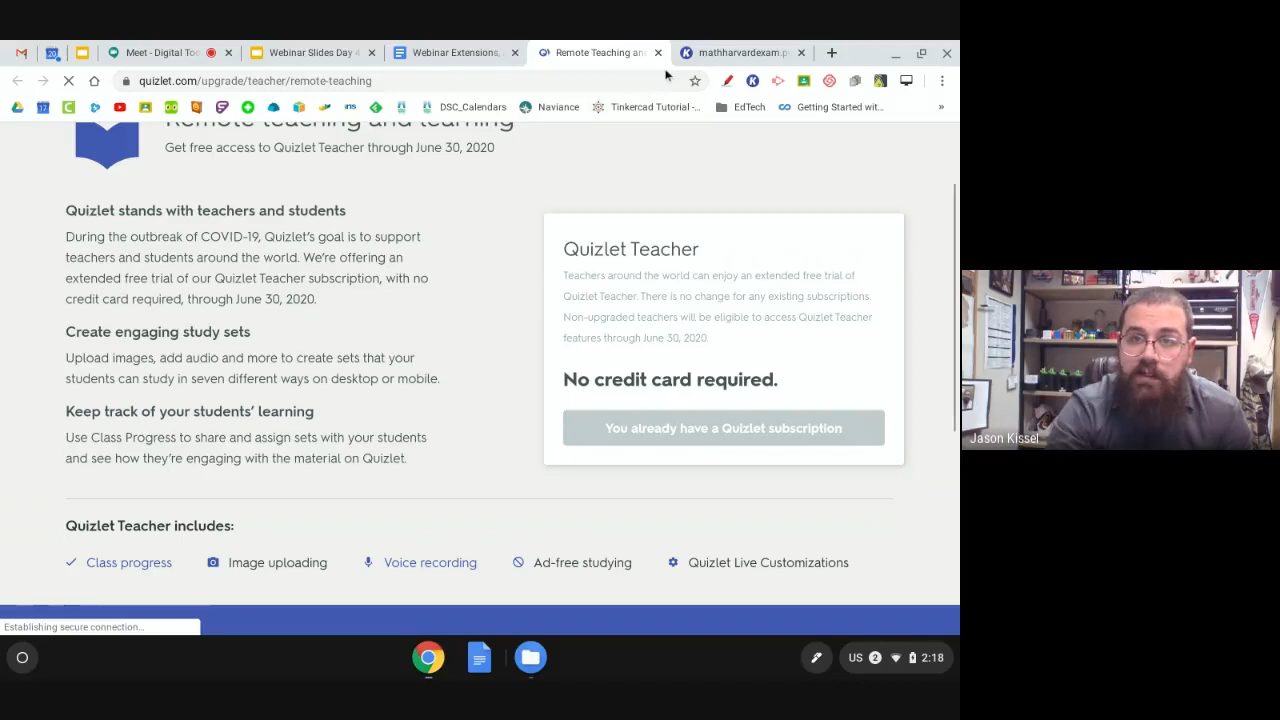 Meet - Digital Too
Webinar Slides Day 4
Webinar Extensions,
Remote Teaching an
mathharvardexam.p
quizlet.com/upgrade/teacher/remote-teaching
DSC_Calendars
Naviance
Tinkercad Tutorial -...
EdTech
Getting Started wit...
»
Remote teaching and learning
Get free access to Quizlet Teacher through June 30, 2020
Quizlet stands with teachers and students
During the outbreak of COVID-19, Quizlet's goal is to support
teachers and students around the world. We're offering an
extended free trial of our Quizlet Teacher subscription, with no
credit card required, through June 30, 2020.
Create engaging study sets
Upload images, add audio and more to create sets that your
students can study in seven different ways on desktop or mobile.
Keep track of your students' learning
Use Class Progress to share and assign sets with your students
and see how they're engaging with the material on Quizlet.
Quizlet Teacher
Teachers around the world can enjoy an extended free trial of
Quizlet Teacher. There is no change for any existing subscriptions.
Non-upgraded teachers will be eligible to access Quizlet Teacher
features through June 30, 2020.
No credit card required.
You already have a Quizlet subscription
Quizlet Teacher includes:
Class progress
Image uploading
Voice recording
Ad-free studying
Quizlet Live Customizations
Establishing secure connection...
US 2 2:18
Jason Kissel